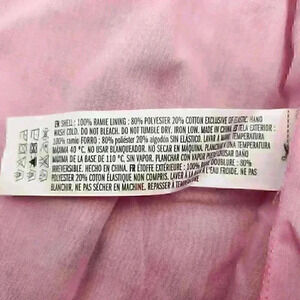 EN SHELL: 100% RAMIE LINING : 80% POLYESTER 20% COTTON EXCLUSIVE OF ELASTIC. HAND
WASH COLD. DO NOT BLEACH. DO NOT TUMBLE DRY. IRON LOW. MADE IN CHINA. ES TELA EXTERIOR :
100% ramio FORRO : 80% poliéster 20% algodón SIN ELÁSTICO. LAVAR A LA MANO A UNA TEMPERATURA
MÁXIMA 40 °C. NO USAR BLANQUEADOR. NO SECAR EN MÁQUINA. PLANCHAR A UNA TEMPERATURA
MÁXIMA DE LA BASE DE 110 °C SIN VAPOR. PLANCHAR CON VAPOR PUEDE CAUSAR DAÑO
IRREVERSIBLE. HECHO EN CHINA. FR ÉTOFFE EXTÉRIEURE : 100% RAMIE DOUBLURE : 80%
POLYESTER 20% COTON ÉLASTIQUE NON COMPRIS. LAVER À LA MAIN À L'EAU FROIDE. NE PAS
BLANCHIR. NE PAS SÉCHER EN MACHINE. REPASSER À